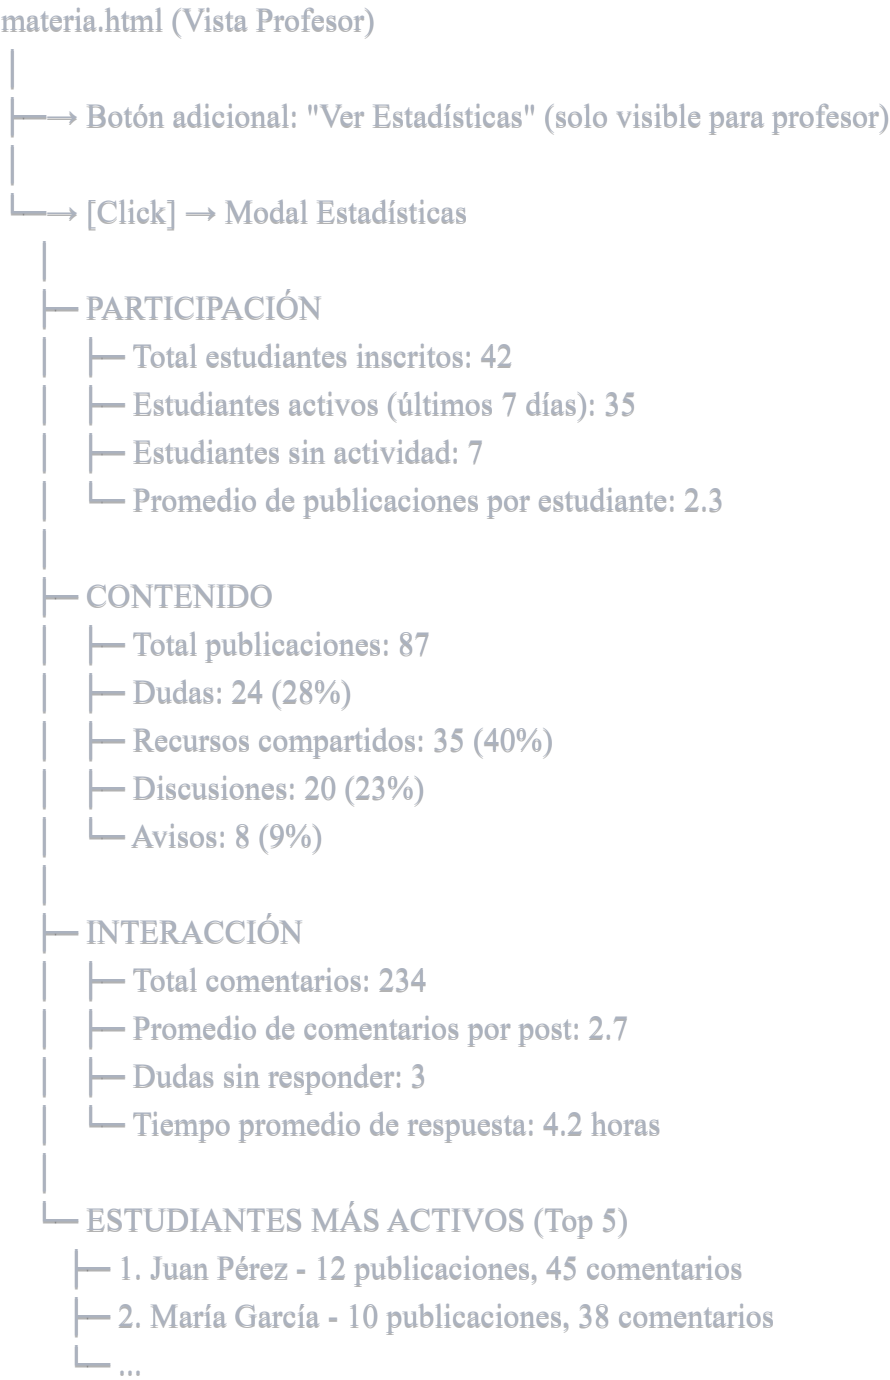 materia.html (Vista Profesor)
│
├──→ Botón adicional: "Ver Estadísticas" (solo visible para profesor)
│
└──→ [Click] → Modal Estadísticas
    │
    ├── PARTICIPACIÓN
    │   ├── Total estudiantes inscritos: 42
    │   ├── Estudiantes activos (últimos 7 días): 35
    │   ├── Estudiantes sin actividad: 7
    │   └── Promedio de publicaciones por estudiante: 2.3
    │
    ├── CONTENIDO
    │   ├── Total publicaciones: 87
    │   ├── Dudas: 24 (28%)
    │   ├── Recursos compartidos: 35 (40%)
    │   ├── Discusiones: 20 (23%)
    │   └── Avisos: 8 (9%)
    │
    ├── INTERACCIÓN
    │   ├── Total comentarios: 234
    │   ├── Promedio de comentarios por post: 2.7
    │   ├── Dudas sin responder: 3
    │   └── Tiempo promedio de respuesta: 4.2 horas
    │
    └── ESTUDIANTES MÁS ACTIVOS (Top 5)
        ├── 1. Juan Pérez - 12 publicaciones, 45 comentarios
        ├── 2. María García - 10 publicaciones, 38 comentarios
        └── ...